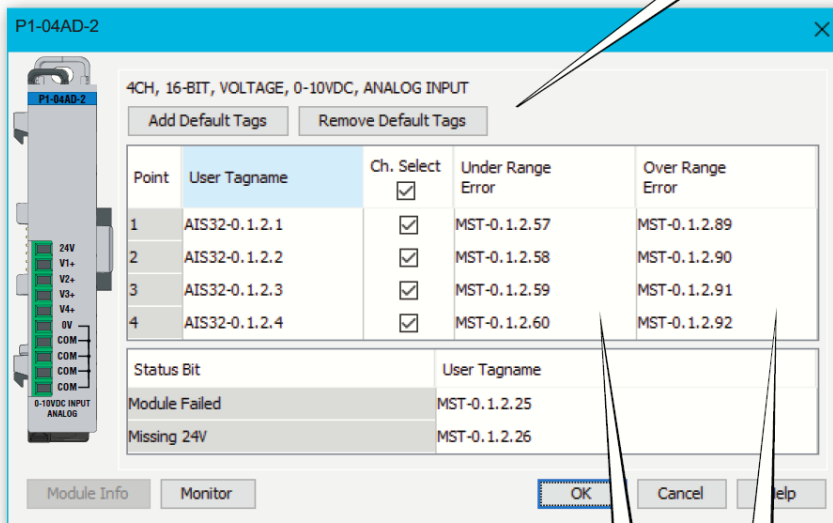 P1-04AD-2
P1-04AD-2
4CH, 16-BIT, VOLTAGE, 0-10VDC, ANALOG INPUT
Add Default Tags Remove Default Tags
Point User Tagname Ch. Select Under Range Error Over Range Error
1 AIS32-0.1.2.1 MST-0.1.2.57 MST-0.1.2.89
2 AIS32-0.1.2.2 MST-0.1.2.58 MST-0.1.2.90
3 AIS32-0.1.2.3 MST-0.1.2.59 MST-0.1.2.91
4 AIS32-0.1.2.4 MST-0.1.2.60 MST-0.1.2.92
24V
V1+
V2+
V3+
V4+
0V
COM
COM
COM
COM
0-10VDC INPUT
ANALOG
Status Bit User Tagname
Module Failed MST-0.1.2.25
Missing 24V MST-0.1.2.26
Module Info Monitor OK Cancel Help